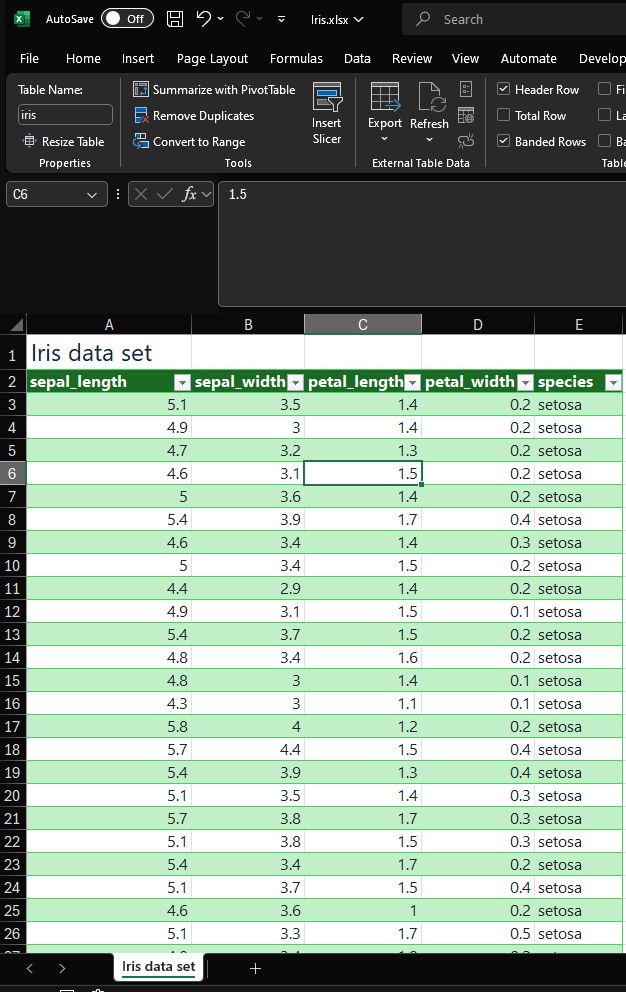 AutoSave Off Iris.xlsx Search
File Home Insert Page Layout Formulas Data Review View Automate Develop
Table Name:
iris
Resize Table
Properties
Summarize with PivotTable
Remove Duplicates
Convert to Range
Tools
Insert
Slicer
Export Refresh
External Table Data
Header Row Fi
Total Row La
Banded Rows Ba
Table
C6 fx 1.5
A B C D E
1 Iris data set
2 sepal_length sepal_width petal_length petal_width species
3 5.1 3.5 1.4 0.2 setosa
4 4.9 3 1.4 0.2 setosa
5 4.7 3.2 1.3 0.2 setosa
6 4.6 3.1 1.5 0.2 setosa
7 5 3.6 1.4 0.2 setosa
8 5.4 3.9 1.7 0.4 setosa
9 4.6 3.4 1.4 0.3 setosa
10 5 3.4 1.5 0.2 setosa
11 4.4 2.9 1.4 0.2 setosa
12 4.9 3.1 1.5 0.1 setosa
13 5.4 3.7 1.5 0.2 setosa
14 4.8 3.4 1.6 0.2 setosa
15 4.8 3 1.4 0.1 setosa
16 4.3 3 1.1 0.1 setosa
17 5.8 4 1.2 0.2 setosa
18 5.7 4.4 1.5 0.4 setosa
19 5.4 3.9 1.3 0.4 setosa
20 5.1 3.5 1.4 0.3 setosa
21 5.7 3.8 1.7 0.3 setosa
22 5.1 3.8 1.5 0.3 setosa
23 5.4 3.4 1.7 0.2 setosa
24 5.1 3.7 1.5 0.4 setosa
25 4.6 3.6 1 0.2 setosa
26 5.1 3.3 1.7 0.5 setosa
Iris data set